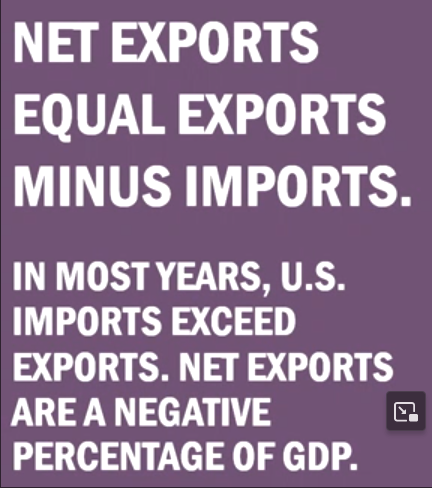 NET EXPORTS
EQUAL EXPORTS
MINUS IMPORTS.
IN MOST YEARS, U.S.
IMPORTS EXCEED
EXPORTS. NET EXPORTS
ARE A NEGATIVE
PERCENTAGE OF GDP.